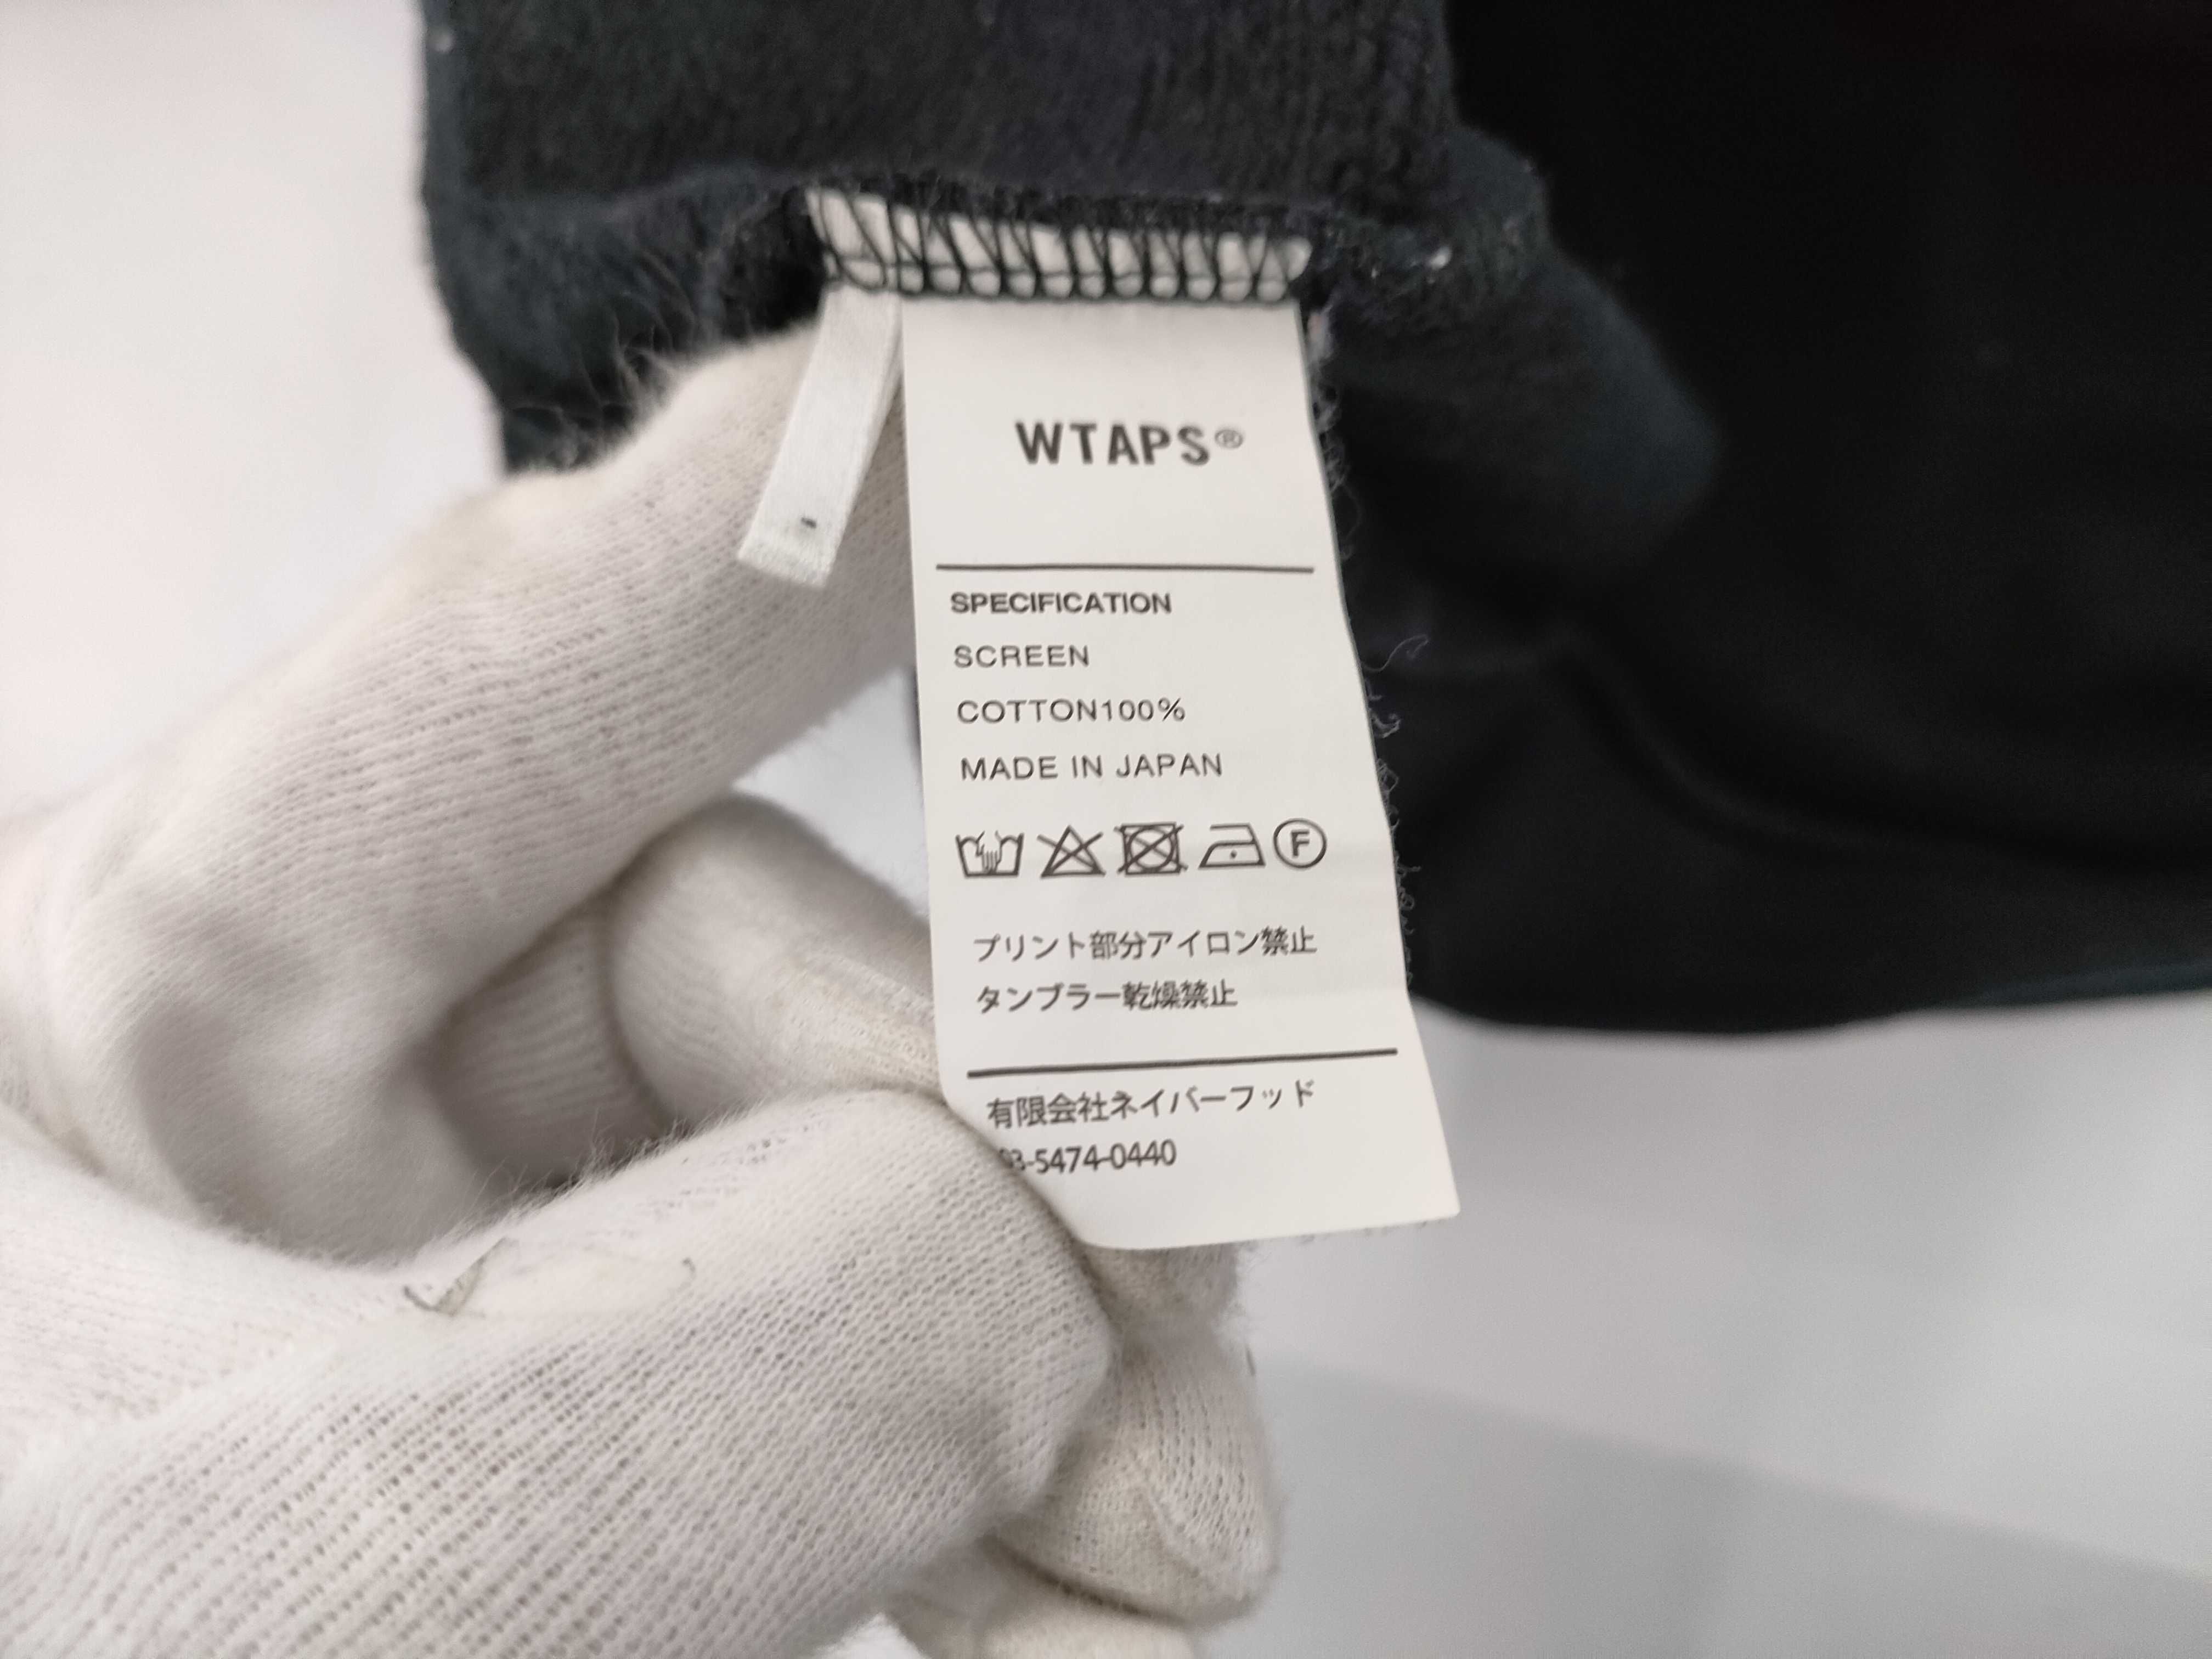 WTAPS®
SPECIFICATION
SCREEN
COTTON100%
MADE IN JAPAN
F
プリント部分アイロン禁止
タンブラー乾燥禁止
有限会社ネイバーフッド
03-5474-0440